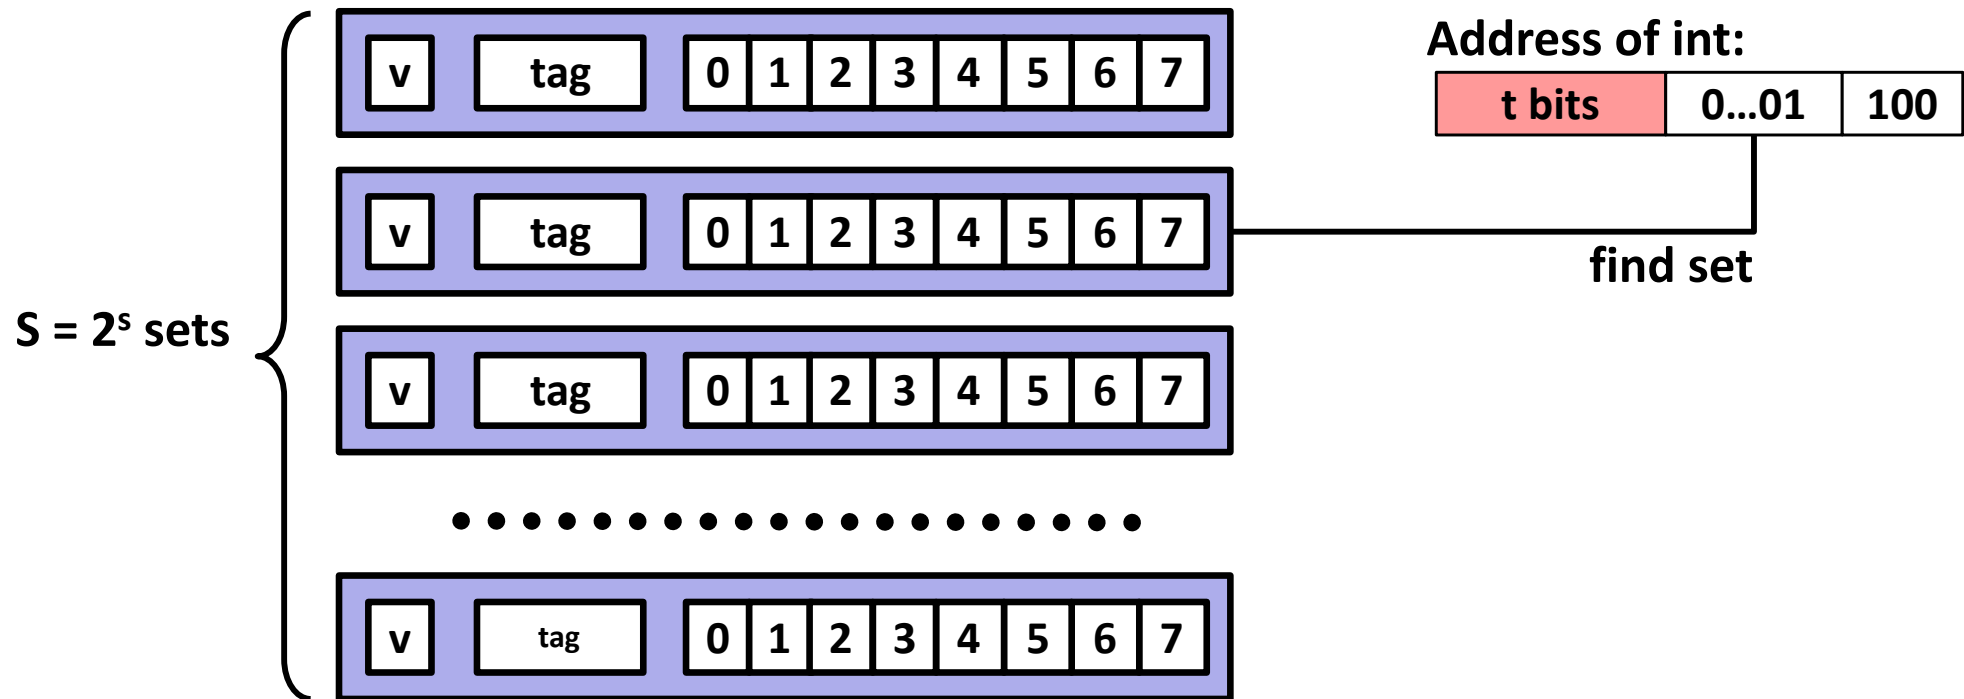 v tag 0 1 2 3 4 5 6 7
Address of int:
t bits 0...01 100
v tag 0 1 2 3 4 5 6 7
find set
S = 2ˢ sets
v tag 0 1 2 3 4 5 6 7
v tag 0 1 2 3 4 5 6 7